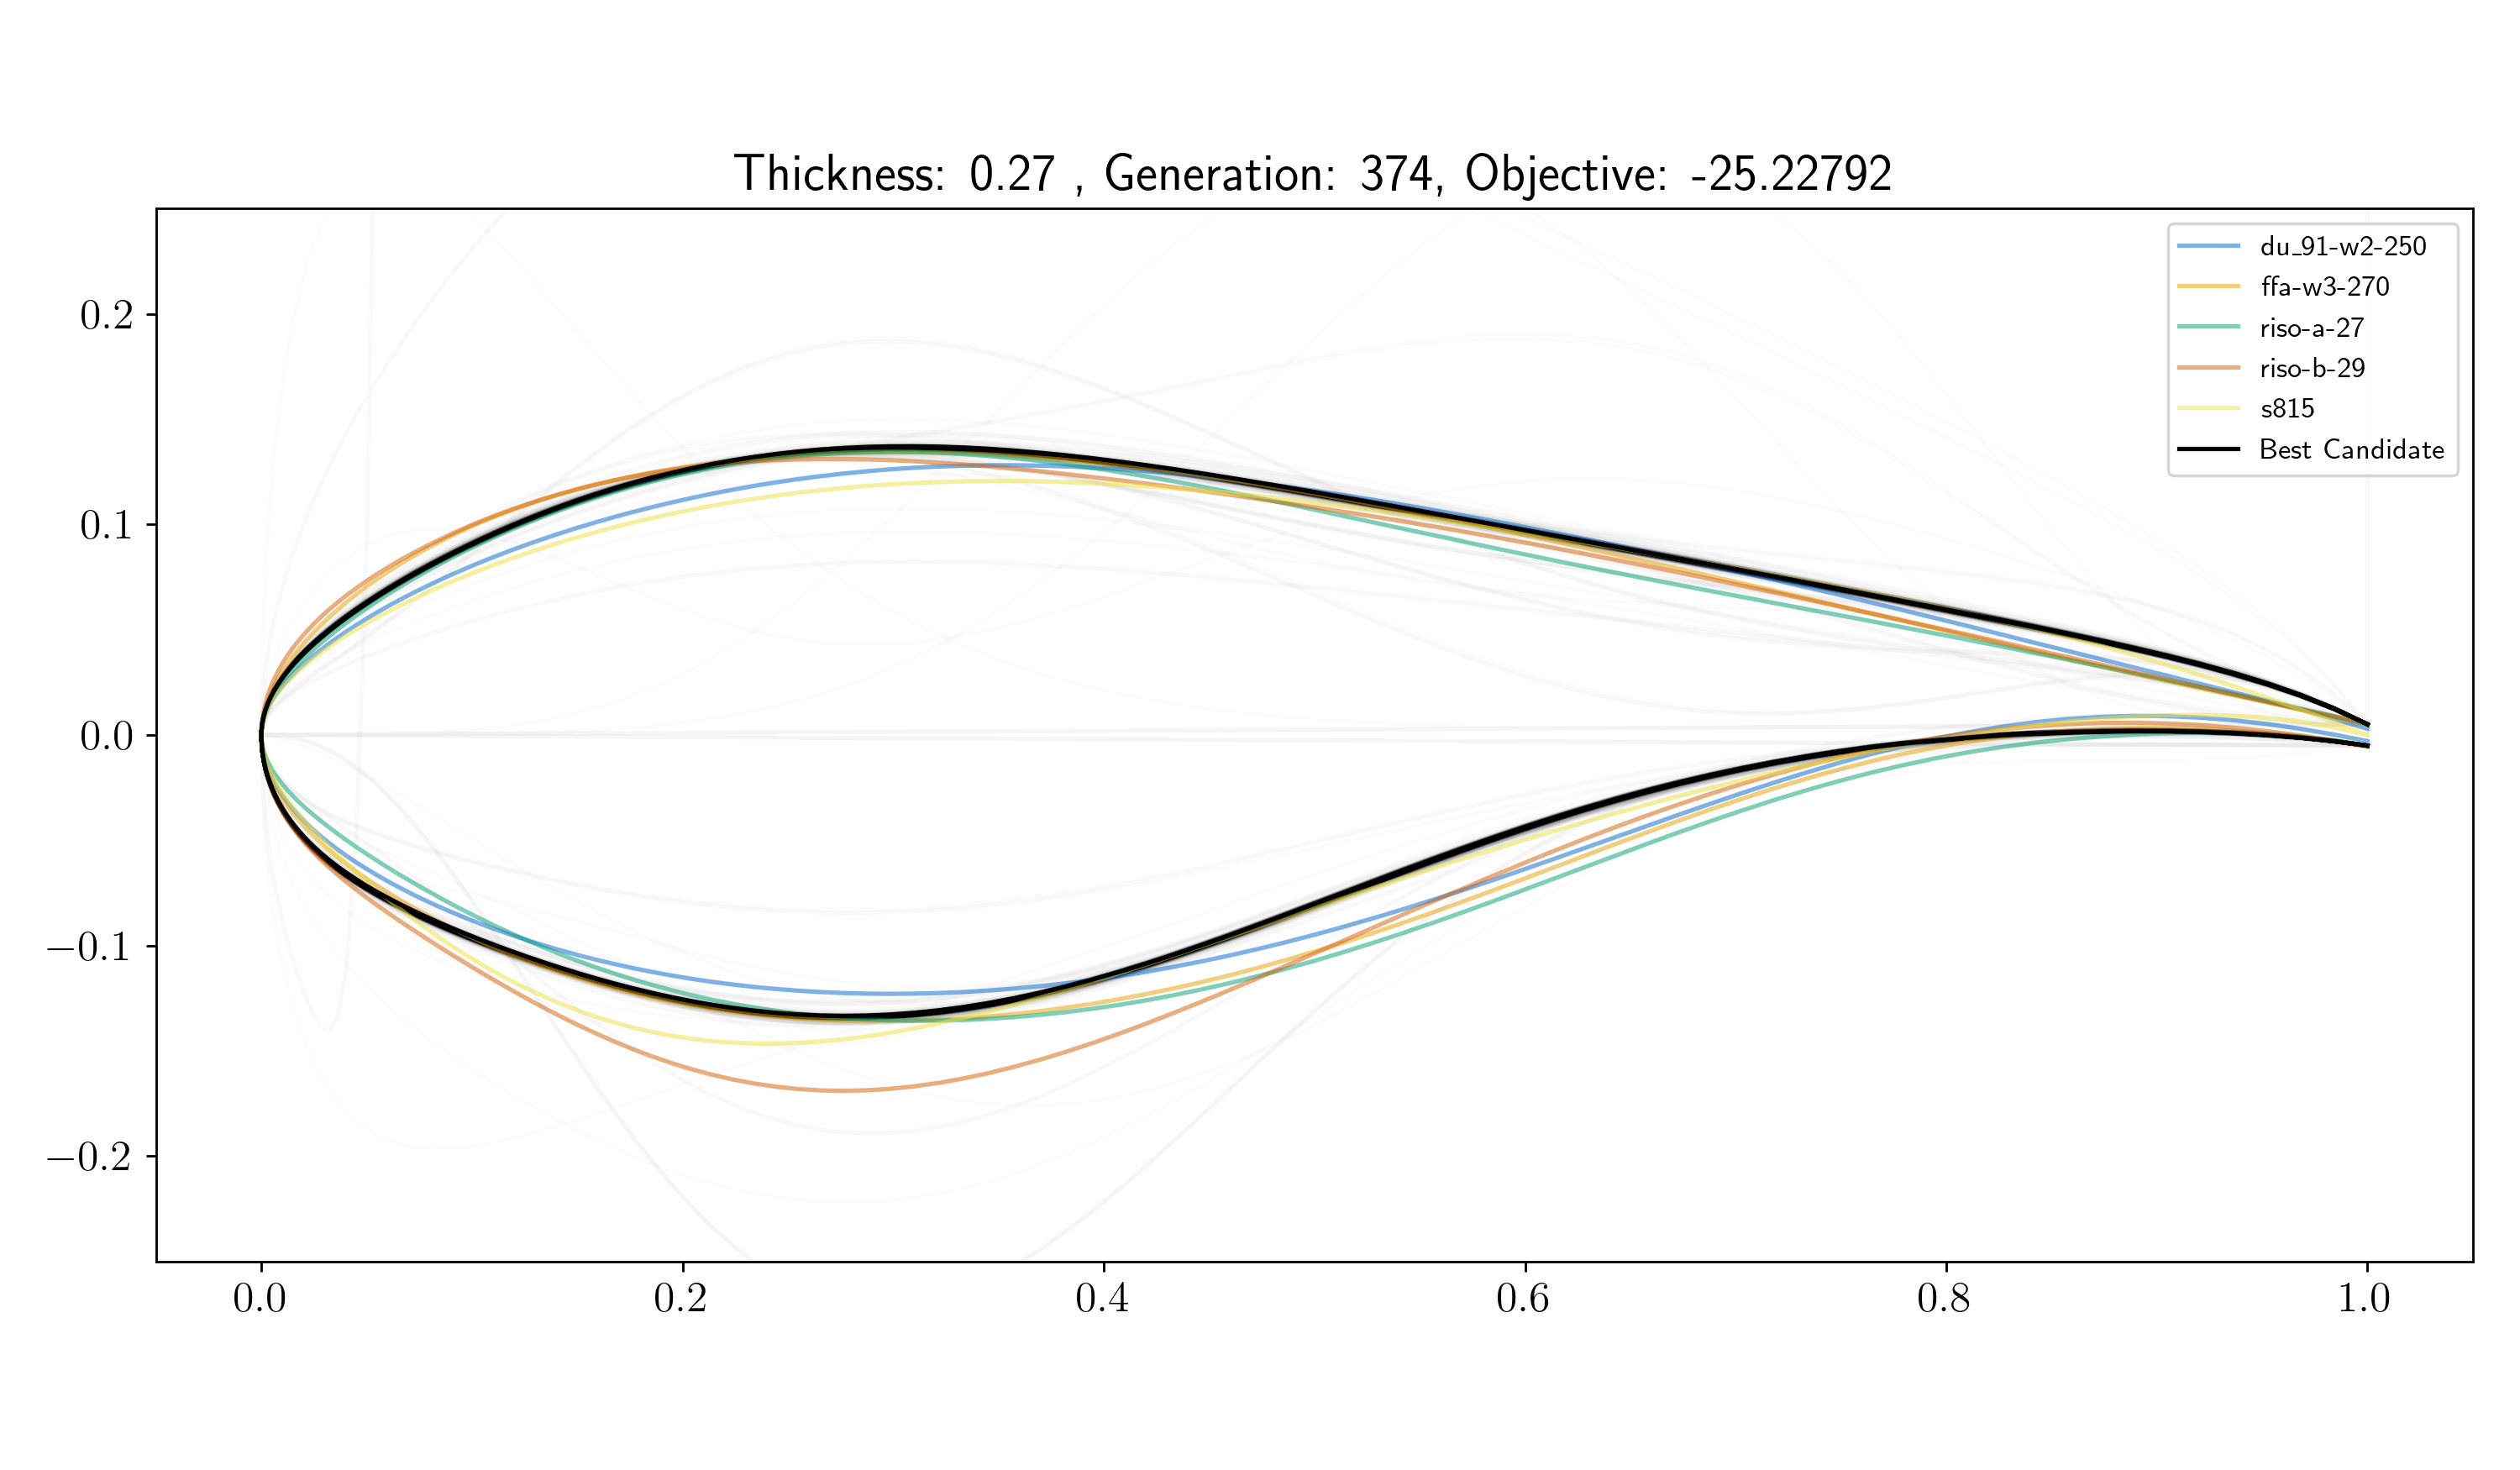 Thickness: 0.27 , Generation: 374, Objective: -25.22792
du_91-w2-250
ffa-w3-270
riso-a-27
riso-b-29
s815
Best Candidate
0.2
0.1
0.0
−0.1
−0.2
0.0 0.2 0.4 0.6 0.8 1.0